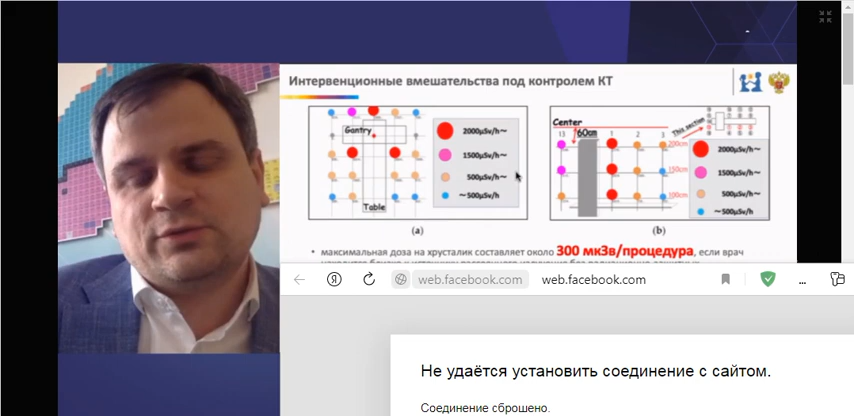 Интервенционные вмешательства под контролем КТ
Gantry
Table
2000μSv/h～
1500μSv/h～
500μSv/h～
～500μSv/h
(a)
Center
60cm
This section
13
1
2
3
200cm
150cm
100cm
2000μSv/h～
1500μSv/h～
500μSv/h～
～500μSv/h
(b)
• максимальная доза на хрусталик составляет около 300 мкЗв/процедура, если врач
web.facebook.com web.facebook.com
Не удаётся установить соединение с сайтом.
Соединение сброшено.